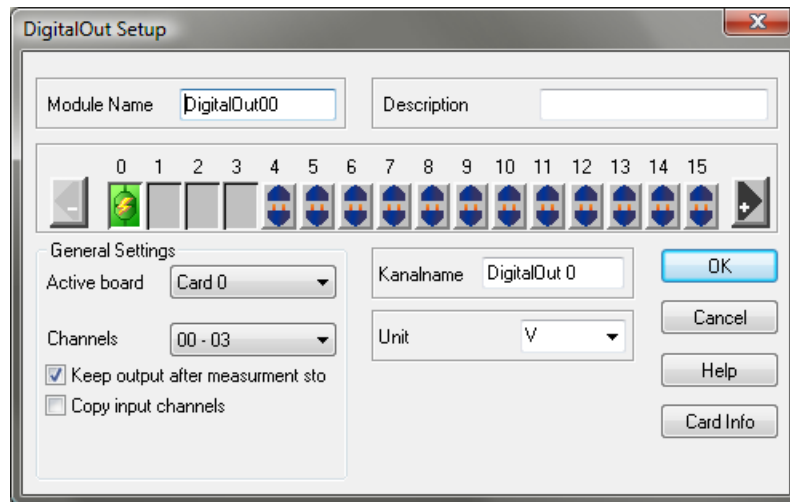 DigitalOut Setup
Module Name DigitalOut00 Description
0 1 2 3 4 5 6 7 8 9 10 11 12 13 14 15
- +
General Settings
Active board Card 0
Channels 00 - 03
Keep output after measurment sto
Copy input channels
Kanalname DigitalOut 0
Unit V
OK
Cancel
Help
Card Info